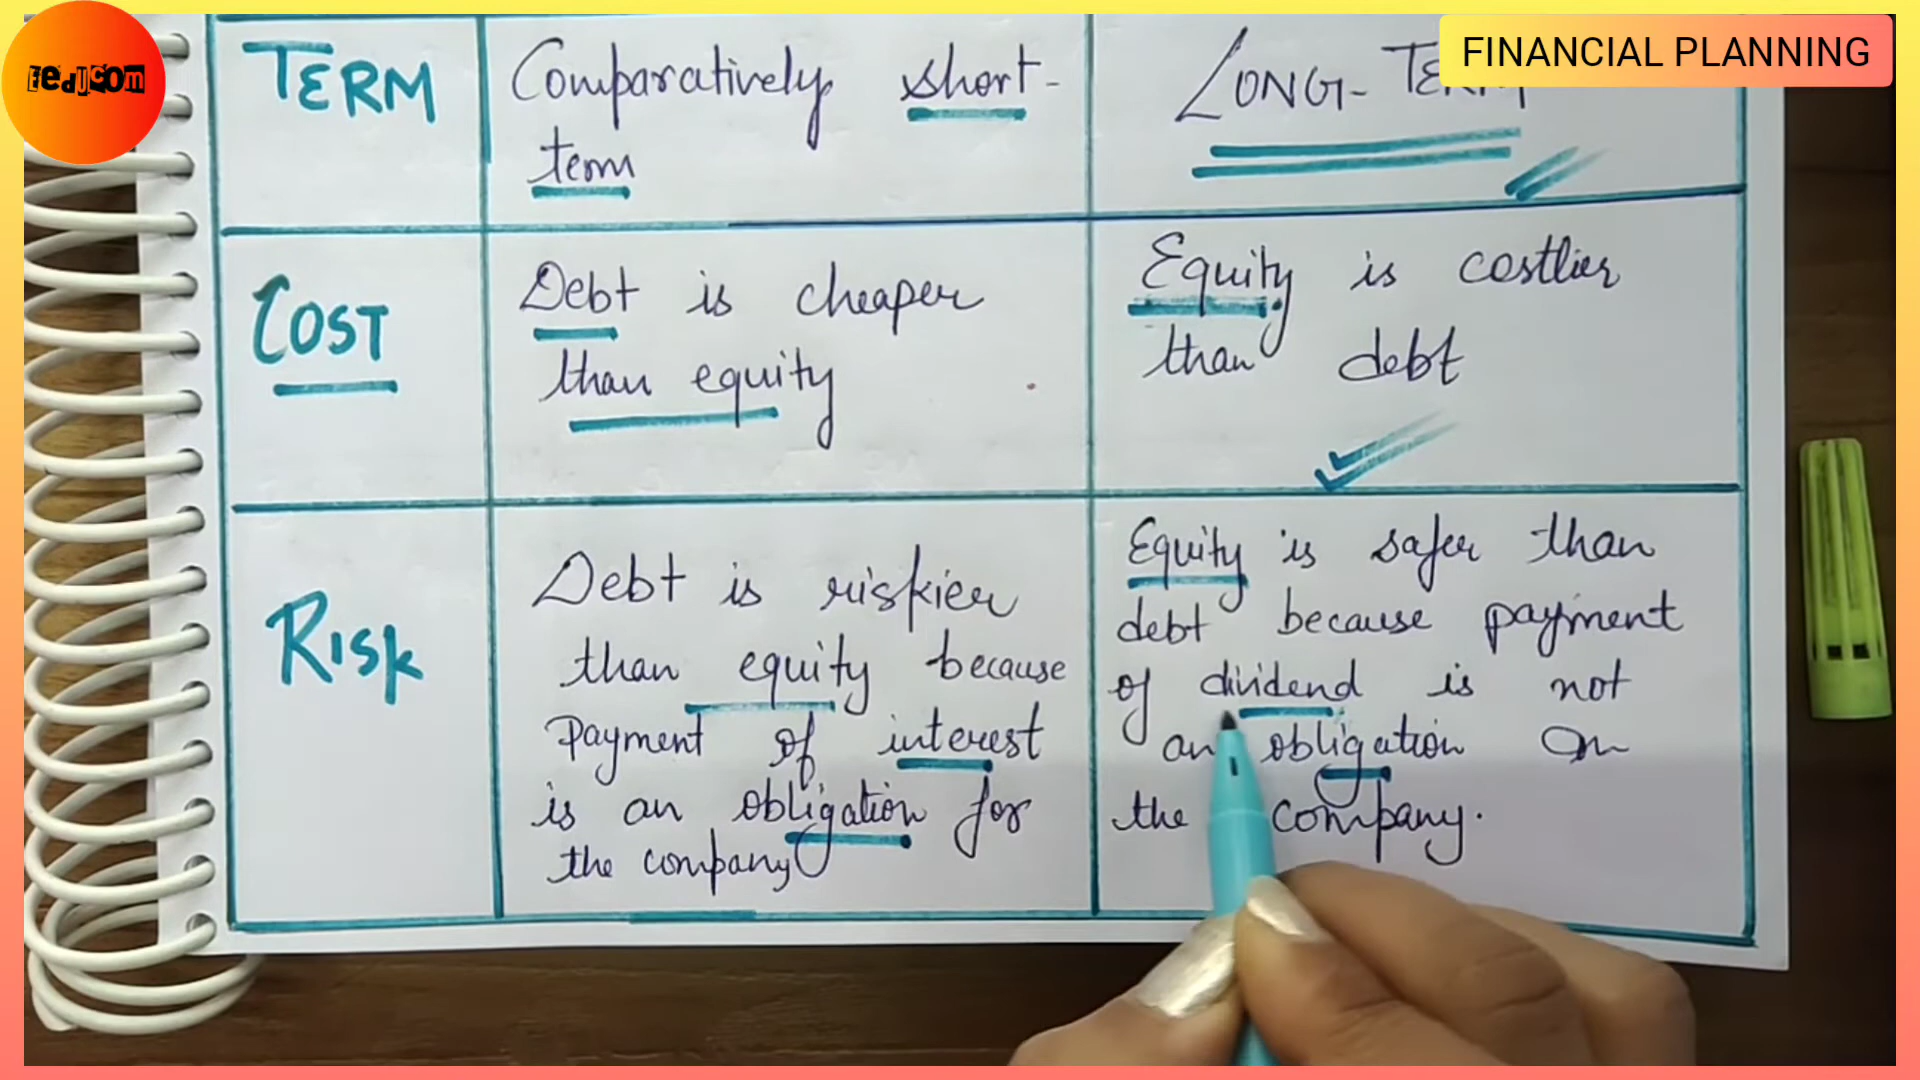 tedUcom
FINANCIAL PLANNING
TERM
Comparatively short-
term
LONG-TERM
COST
Debt is cheaper
than equity
Equity is costlier
than debt
RISK
Debt is riskier
than equity because
payment of interest
is an obligation for
the company
Equity is safer than
debt because payment
of dividend is not
an obligation on
the company.